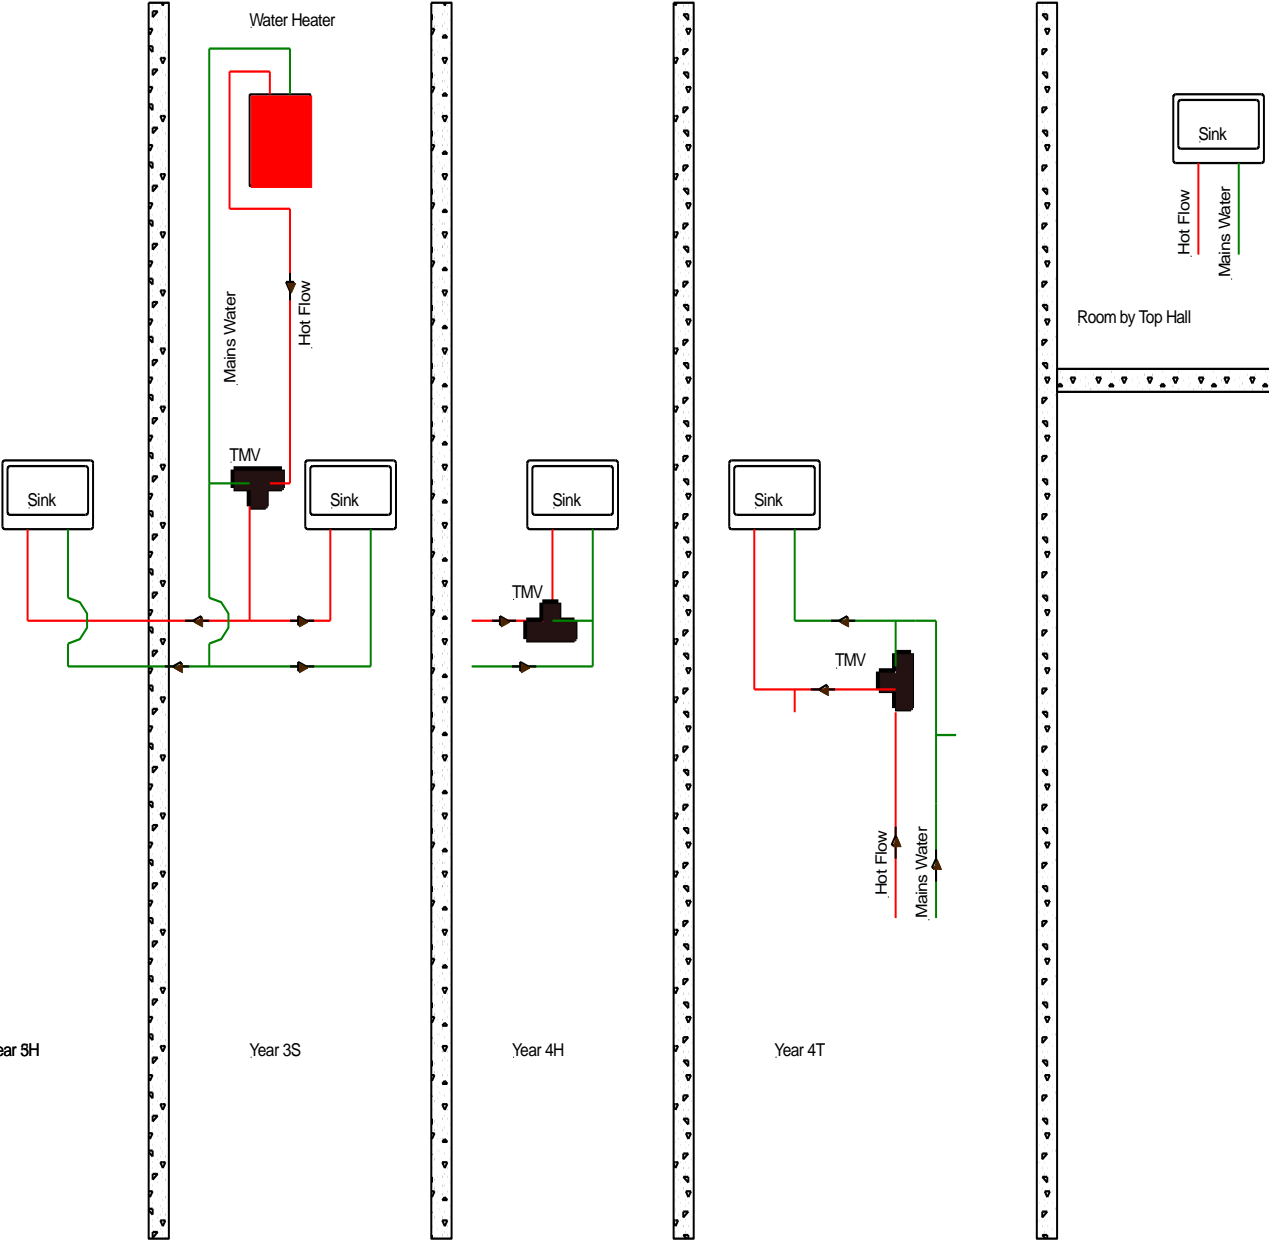 Water Heater
Sink
Hot Flow
Mains Water
Mains Water
Hot Flow
Room by Top Hall
TMV
Sink
Sink
Sink
Sink
TMV
TMV
Hot Flow
Mains Water
Year 3S
Year 4H
Year 4T